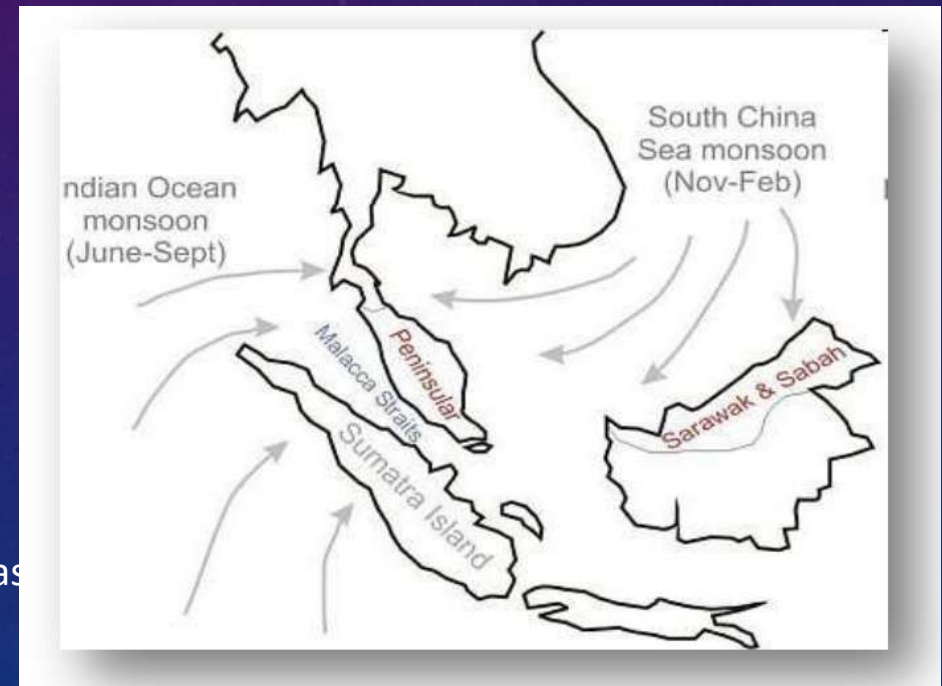 South China
Sea monsoon
(Nov-Feb)
ndian Ocean
monsoon
(June-Sept)
Malacca Straits
Peninsular
Sarawak & Sabah
Sumatra Island
as